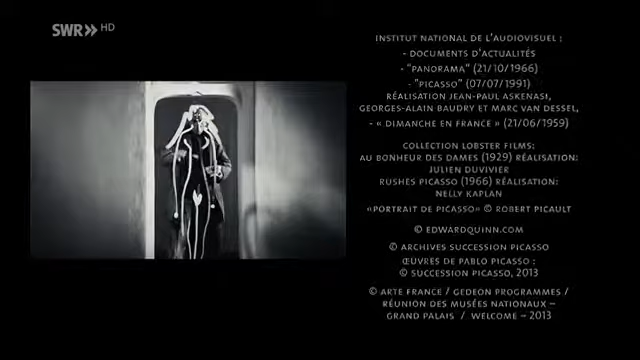 SWR>> HD
INSTITUT NATIONAL DE L'AUDIOVISUEL :
- DOCUMENTS D'ACTUALITÉS
- "PANORAMA" (21/10/1966)
- "PICASSO" (07/07/1991)
RÉALISATION JEAN-PAUL ASKENASI,
GEORGES-ALAIN BAUDRY ET MARC VAN DESSEL,
- « DIMANCHE EN FRANCE » (21/06/1959)
COLLECTION LOBSTER FILMS:
AU BONHEUR DES DAMES (1929) RÉALISATION:
JULIEN DUVIVIER
RUSHES PICASSO (1966) RÉALISATION:
NELLY KAPLAN
«PORTRAIT DE PICASSO» © ROBERT PICAULT
© EDWARDQUINN.COM
© ARCHIVES SUCCESSION PICASSO
ŒUVRES DE PABLO PICASSO :
© SUCCESSION PICASSO, 2013
© ARTE FRANCE / GEDEON PROGRAMMES /
RÉUNION DES MUSÉES NATIONAUX –
GRAND PALAIS / WELCOME – 2013